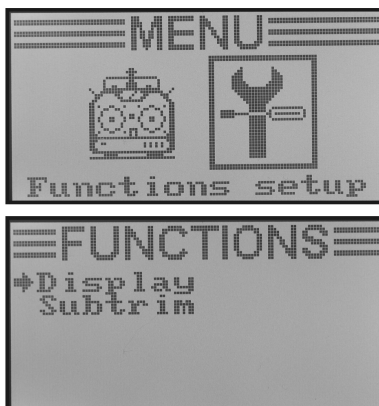 MENU
Functions setup
FUNCTIONS
Display
Subtrim